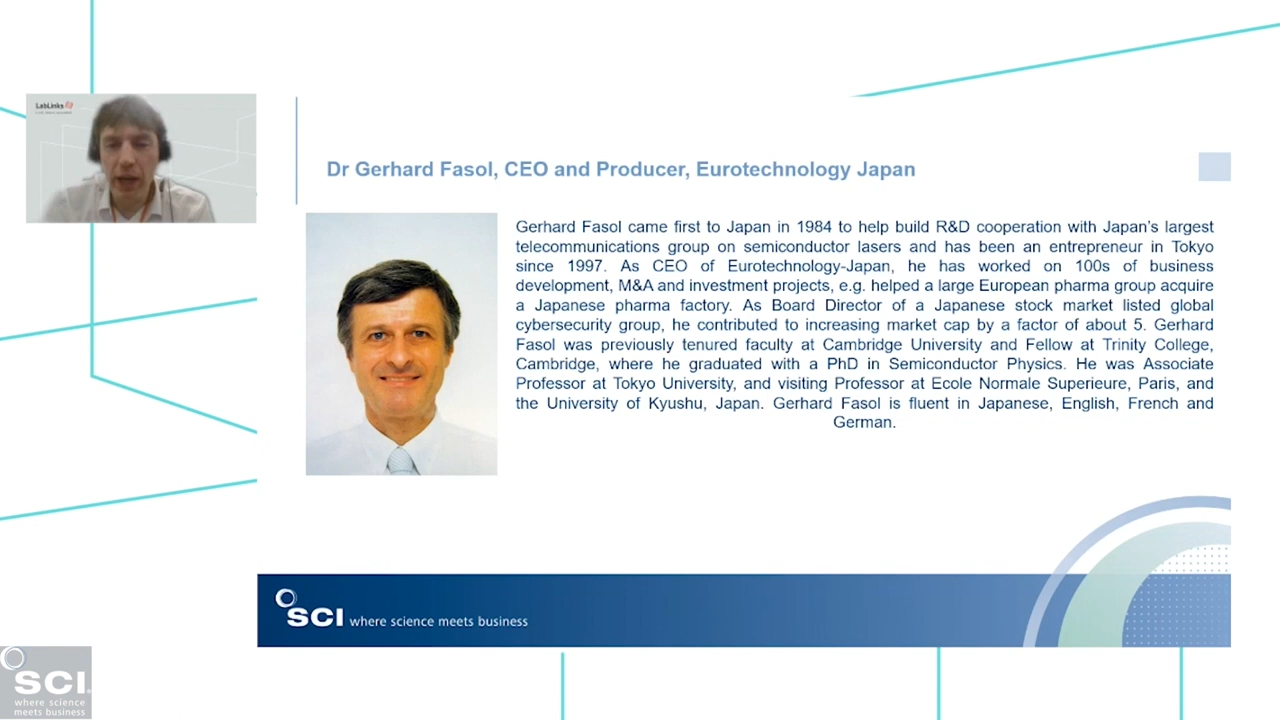 LabLinks
Dr Gerhard Fasol, CEO and Producer, Eurotechnology Japan
Gerhard Fasol came first to Japan in 1984 to help build R&D cooperation with Japan's largest
telecommunications group on semiconductor lasers and has been an entrepreneur in Tokyo
since 1997. As CEO of Eurotechnology-Japan, he has worked on 100s of business
development, M&A and investment projects, e.g. helped a large European pharma group acquire
a Japanese pharma factory. As Board Director of a Japanese stock market listed global
cybersecurity group, he contributed to increasing market cap by a factor of about 5. Gerhard
Fasol was previously tenured faculty at Cambridge University and Fellow at Trinity College,
Cambridge, where he graduated with a PhD in Semiconductor Physics. He was Associate
Professor at Tokyo University, and visiting Professor at Ecole Normale Superieure, Paris, and
the University of Kyushu, Japan. Gerhard Fasol is fluent in Japanese, English, French and
German.
SCI where science meets business
SCI
where science
meets business